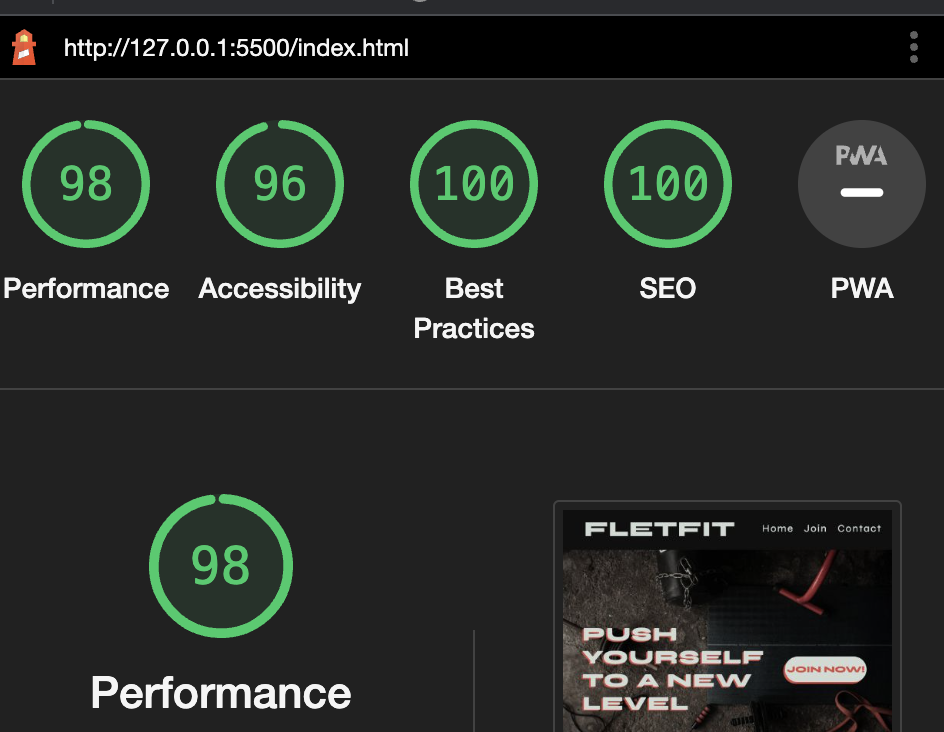 http://127.0.0.1:5500/index.html
98
96
100
100
PWA
Performance
Accessibility
Best
Practices
SEO
PWA
98
Performance
FLETFIT
Home Join Contact
PUSH
YOURSELF
TO A NEW
LEVEL
JOIN NOW!